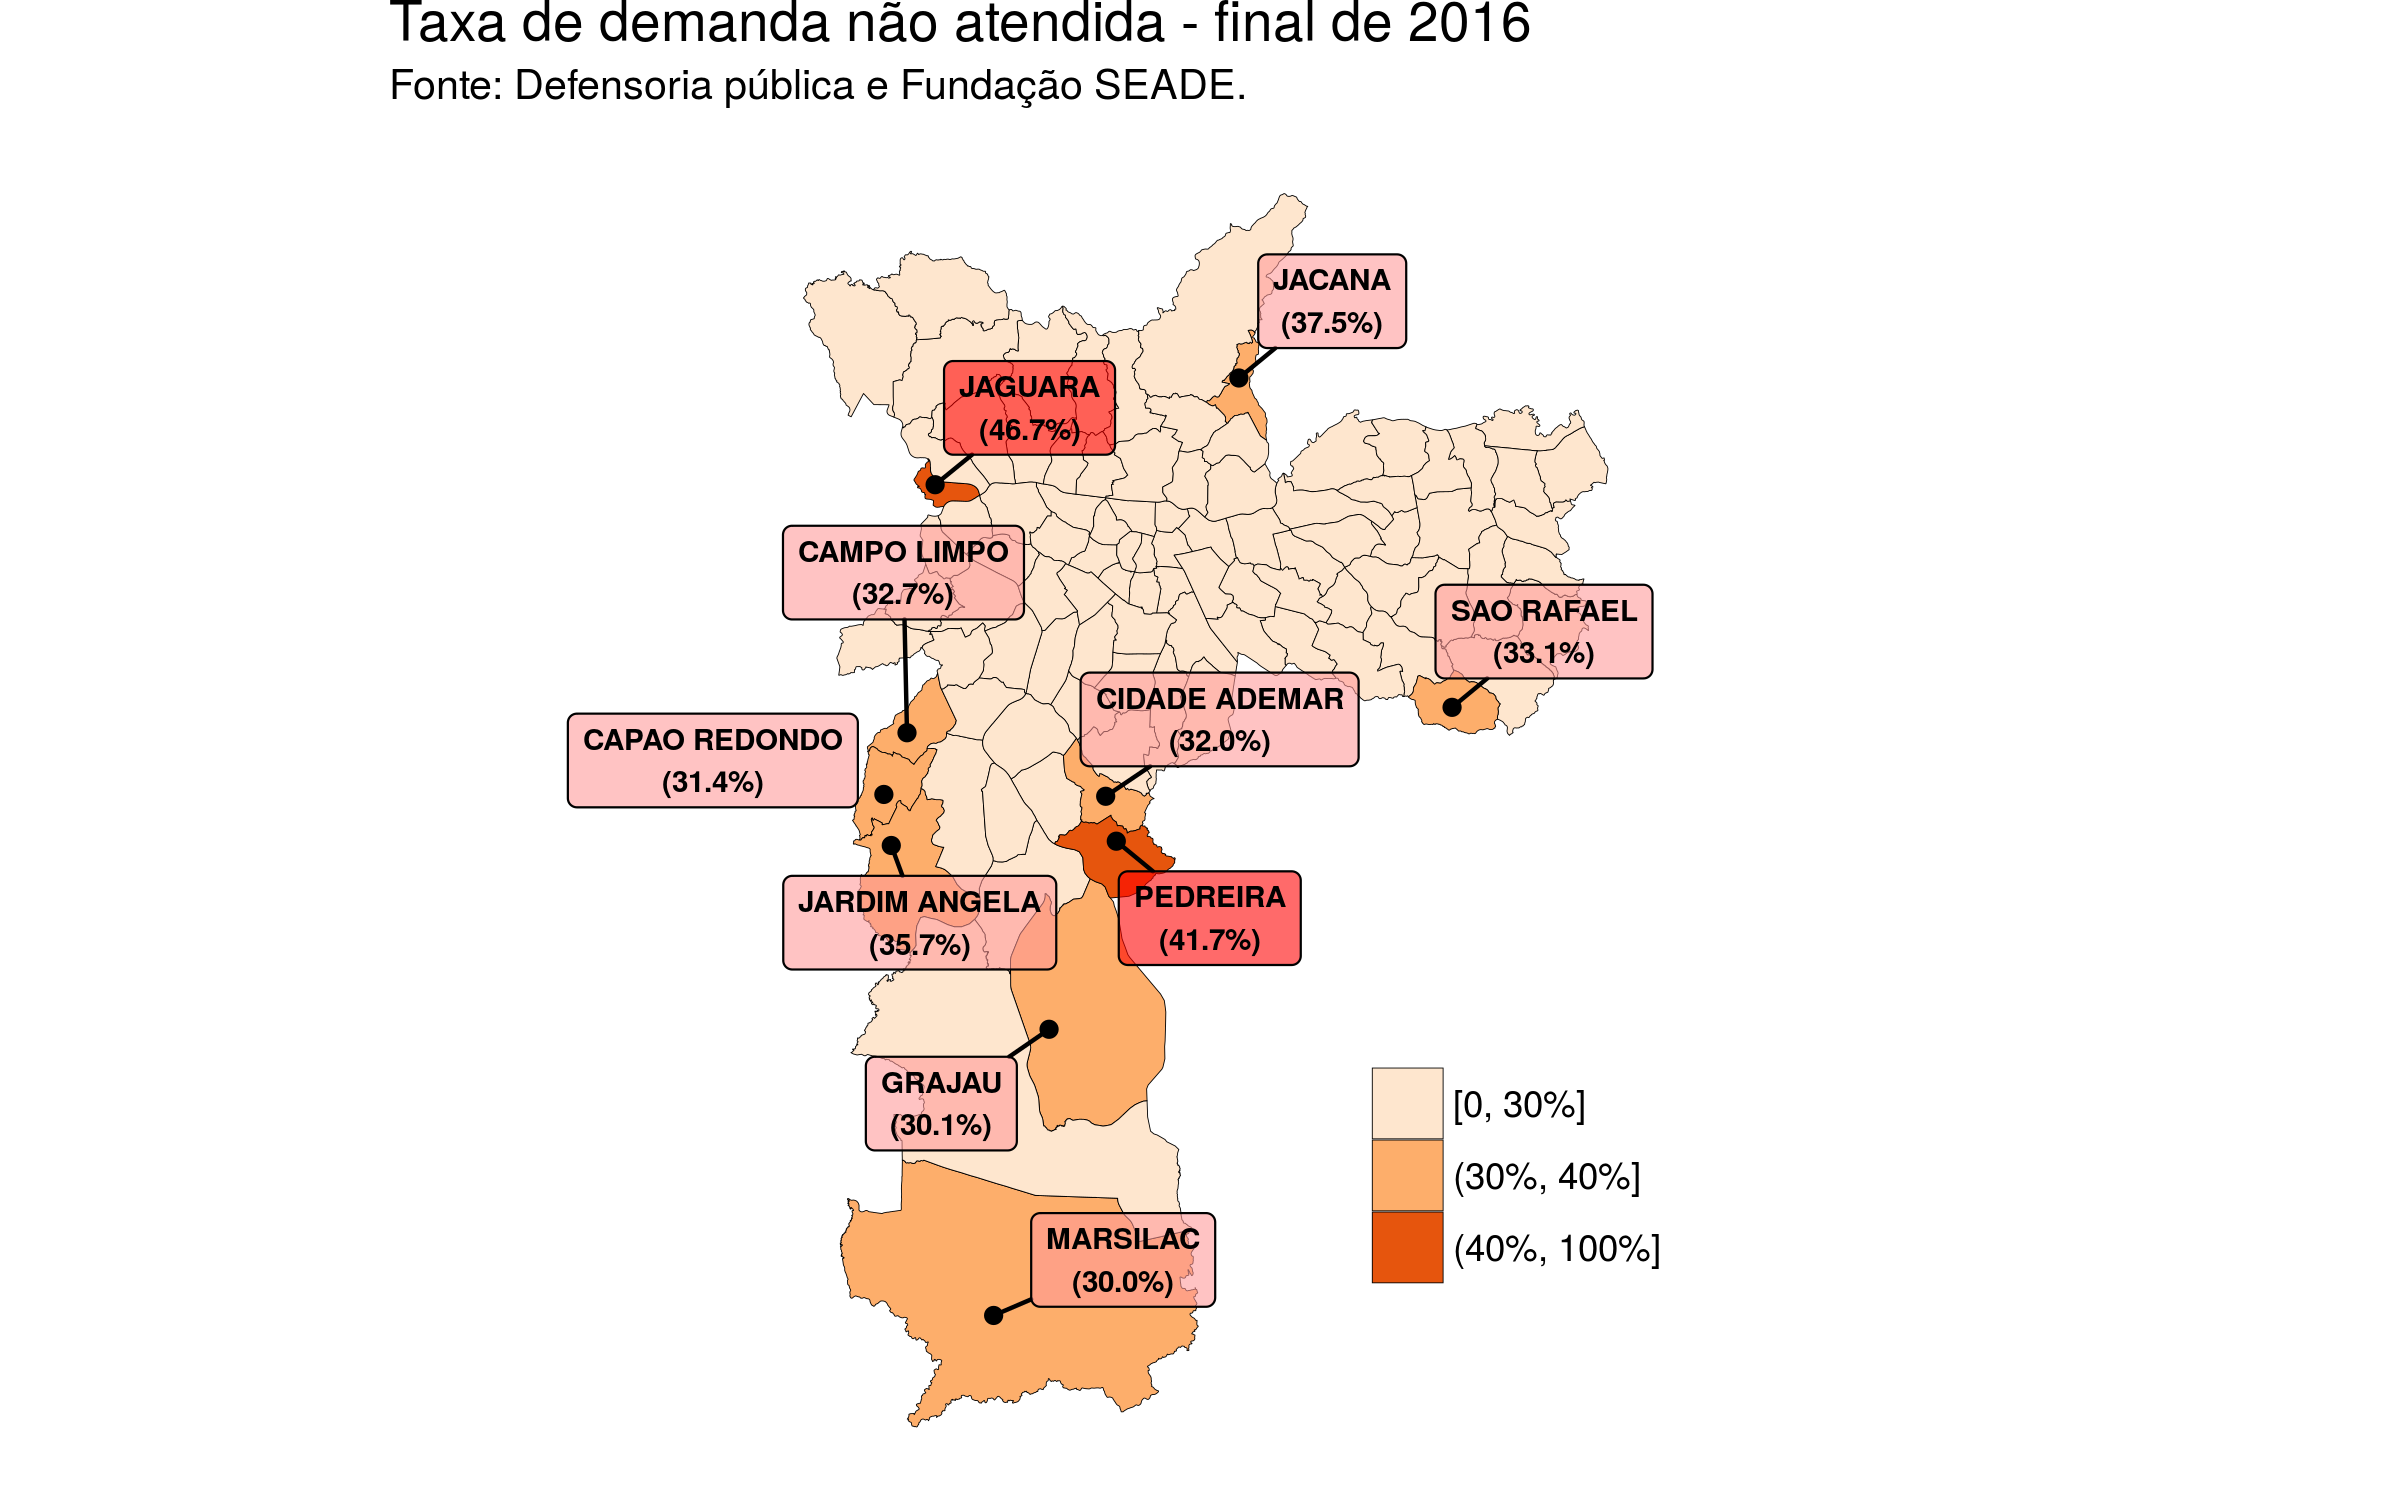 Taxa de demanda não atendida - final de 2016
Fonte: Defensoria pública e Fundação SEADE.
JACANA
(37.5%)
JAGUARA
(46.7%)
CAMPO LIMPO
(32.7%)
SAO RAFAEL
(33.1%)
CIDADE ADEMAR
(32.0%)
CAPAO REDONDO
(31.4%)
JARDIM ANGELA
(35.7%)
PEDREIRA
(41.7%)
GRAJAU
(30.1%)
MARSILAC
(30.0%)
[0, 30%]
(30%, 40%]
(40%, 100%]